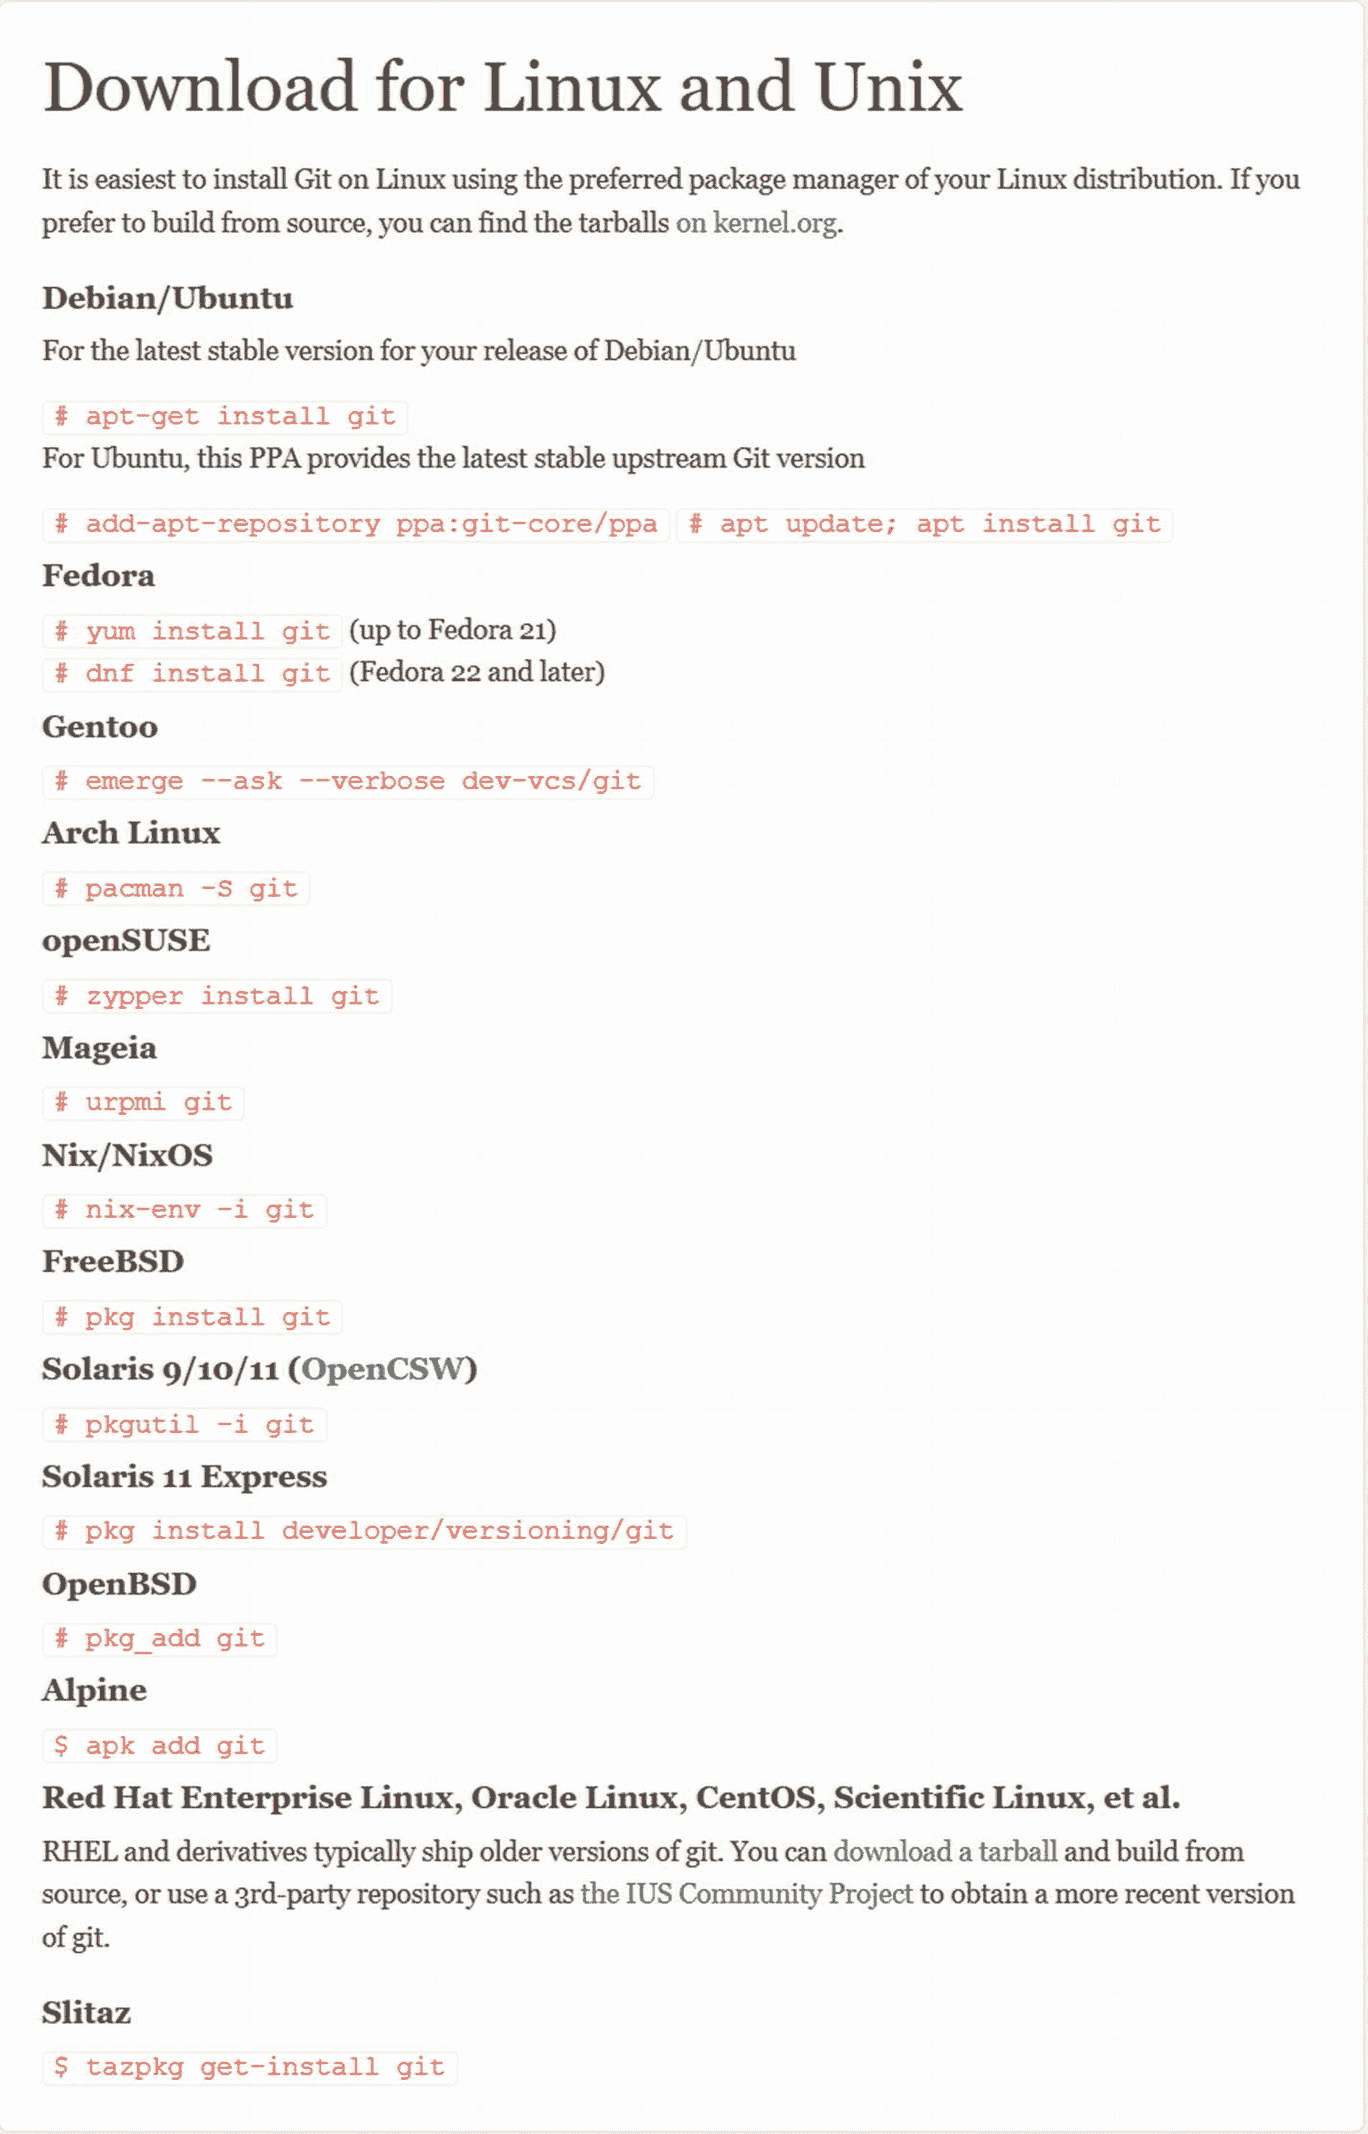 Download for Linux and Unix
It is easiest to install Git on Linux using the preferred package manager of your Linux distribution. If you
prefer to build from source, you can find the tarballs on kernel.org.
Debian/Ubuntu
For the latest stable version for your release of Debian/Ubuntu
# apt-get install git
For Ubuntu, this PPA provides the latest stable upstream Git version
# add-apt-repository ppa:git-core/ppa # apt update; apt install git
Fedora
# yum install git (up to Fedora 21)
# dnf install git (Fedora 22 and later)
Gentoo
# emerge --ask --verbose dev-vcs/git
Arch Linux
# pacman -S git
openSUSE
# zypper install git
Mageia
# urpmi git
Nix/NixOS
# nix-env -i git
FreeBSD
# pkg install git
Solaris 9/10/11 (OpenCSW)
# pkgutil -i git
Solaris 11 Express
# pkg install developer/versioning/git
OpenBSD
# pkg_add git
Alpine
$ apk add git
Red Hat Enterprise Linux, Oracle Linux, CentOS, Scientific Linux, et al.
RHEL and derivatives typically ship older versions of git. You can download a tarball and build from
source, or use a 3rd-party repository such as the IUS Community Project to obtain a more recent version
of git.
Slitaz
$ tazpkg get-install git